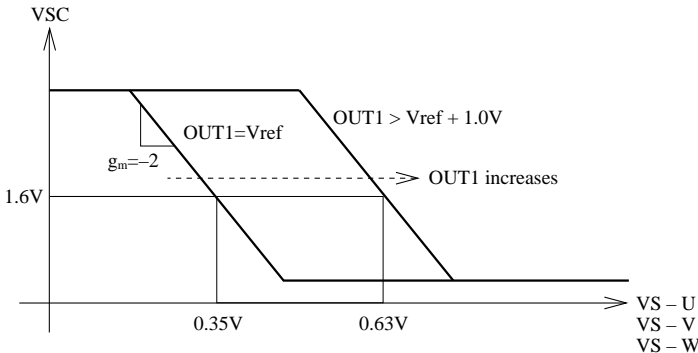 VSC
OUT1 > Vref + 1.0V
OUT1=Vref
gm=–2
OUT1 increases
1.6V
VS – U
0.35V
0.63V
VS – V
VS – W